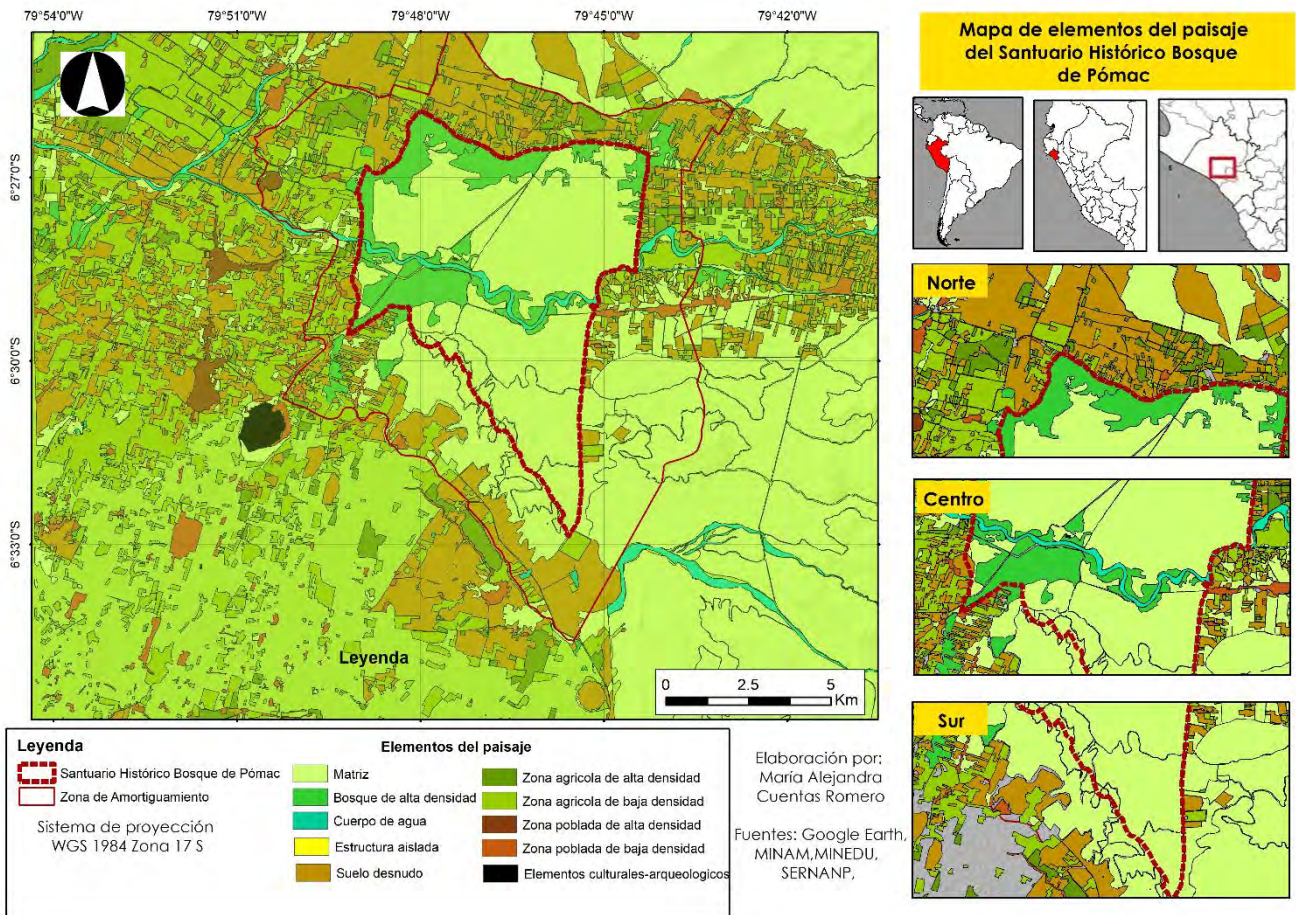 79°54'0"W
79°51'0"W
79°48'0"W
79°45'0"W
79°42'0"W
6°27'0"S
6°30'0"S
6°33'0"S
Leyenda
0 2.5 5
Km
Mapa de elementos del paisaje
del Santuario Histórico Bosque
de Pómac
Norte
Centro
Sur
Leyenda
Santuario Histórico Bosque de Pómac
Zona de Amortiguamiento
Sistema de proyección
WGS 1984 Zona 17 S
Elementos del paisaje
Matriz
Bosque de alta densidad
Cuerpo de agua
Estructura aislada
Suelo desnudo
Zona agricola de alta densidad
Zona agricola de baja densidad
Zona poblada de alta densidad
Zona poblada de baja densidad
Elementos culturales-arqueologicos
Elaboración por:
María Alejandra
Cuentas Romero
Fuentes: Google Earth,
MINAM,MINEDU,
SERNANP,